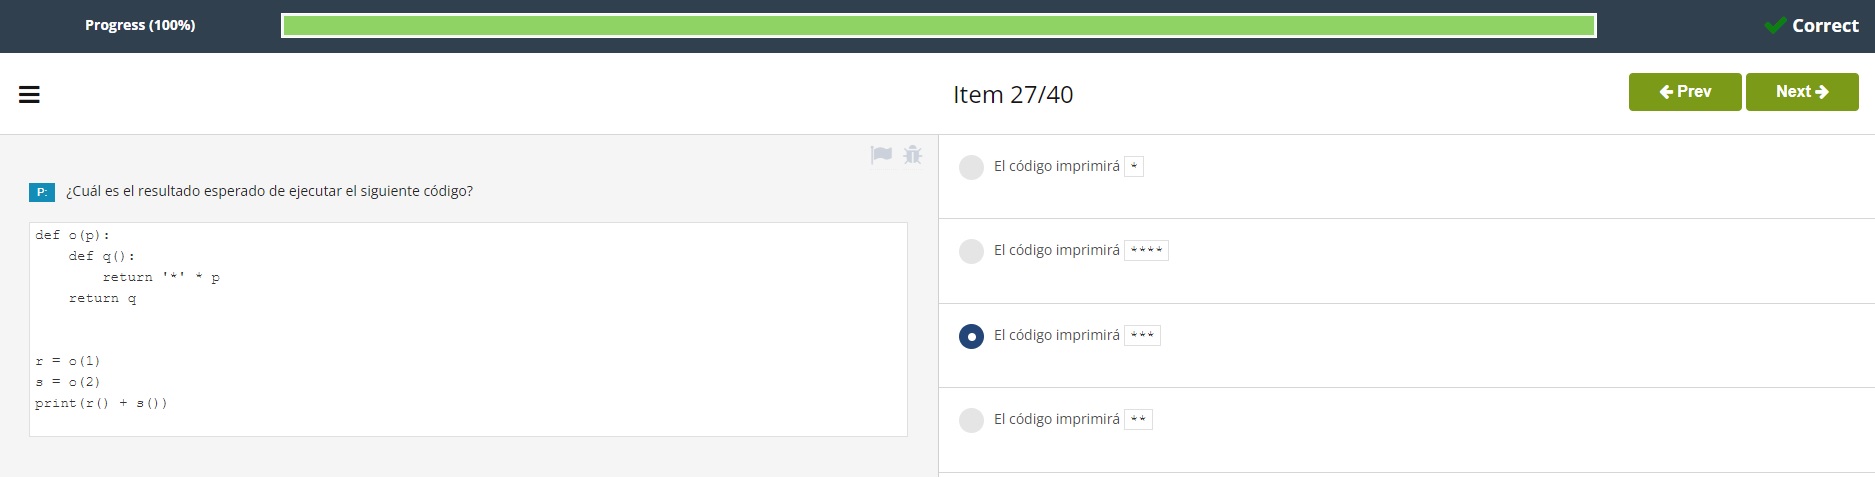 Progress (100%)
Correct
Item 27/40
Prev
Next
P: ¿Cuál es el resultado esperado de ejecutar el siguiente código?
def o(p):
    def q():
        return '*' * p
    return q
r = o(1)
s = o(2)
print(r() + s())
El código imprimirá *
El código imprimirá ****
El código imprimirá ***
El código imprimirá **